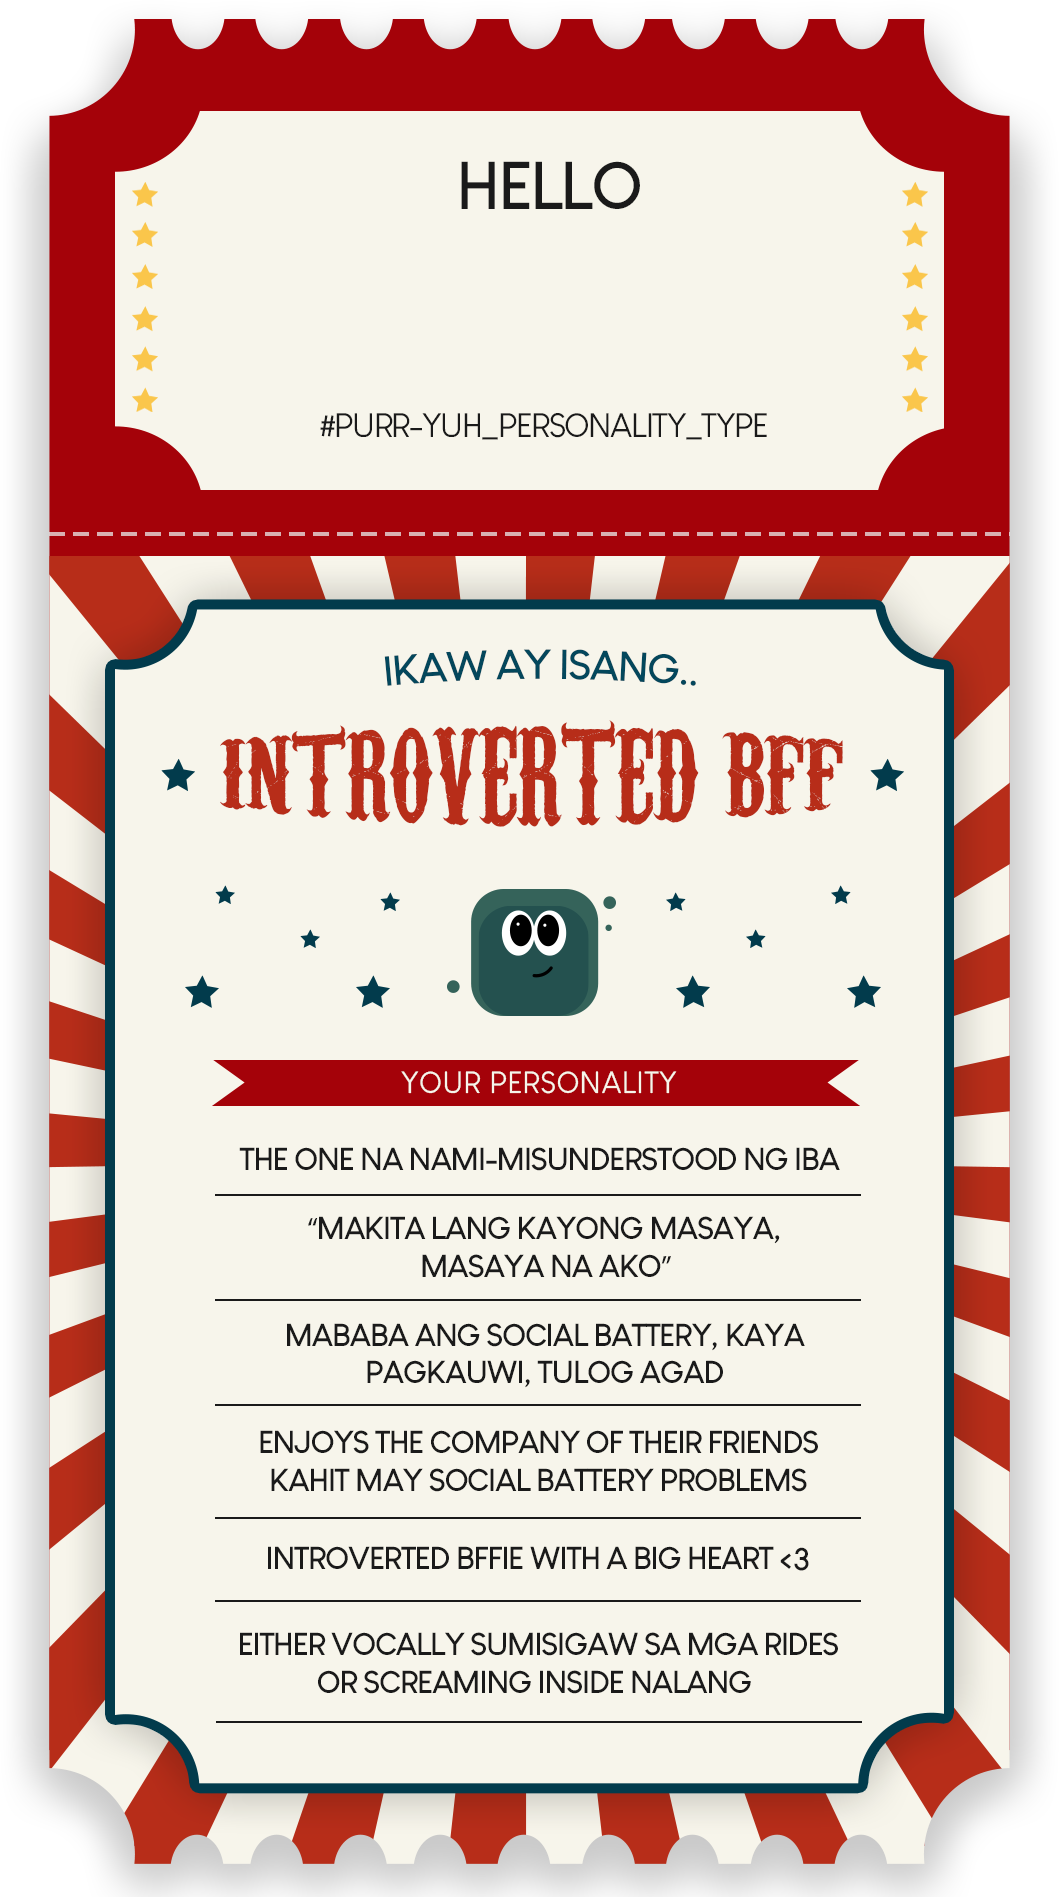 HELLO
#PURR-YUH_PERSONALITY_TYPE
IKAW AY ISANG..
INTROVERTED BFF
YOUR PERSONALITY
THE ONE NA NAMI-MISUNDERSTOOD NG IBA
“MAKITA LANG KAYONG MASAYA,
MASAYA NA AKO”
MABABA ANG SOCIAL BATTERY, KAYA
PAGKAUWI, TULOG AGAD
ENJOYS THE COMPANY OF THEIR FRIENDS
KAHIT MAY SOCIAL BATTERY PROBLEMS
INTROVERTED BFFIE WITH A BIG HEART <3
EITHER VOCALLY SUMISIGAW SA MGA RIDES
OR SCREAMING INSIDE NALANG